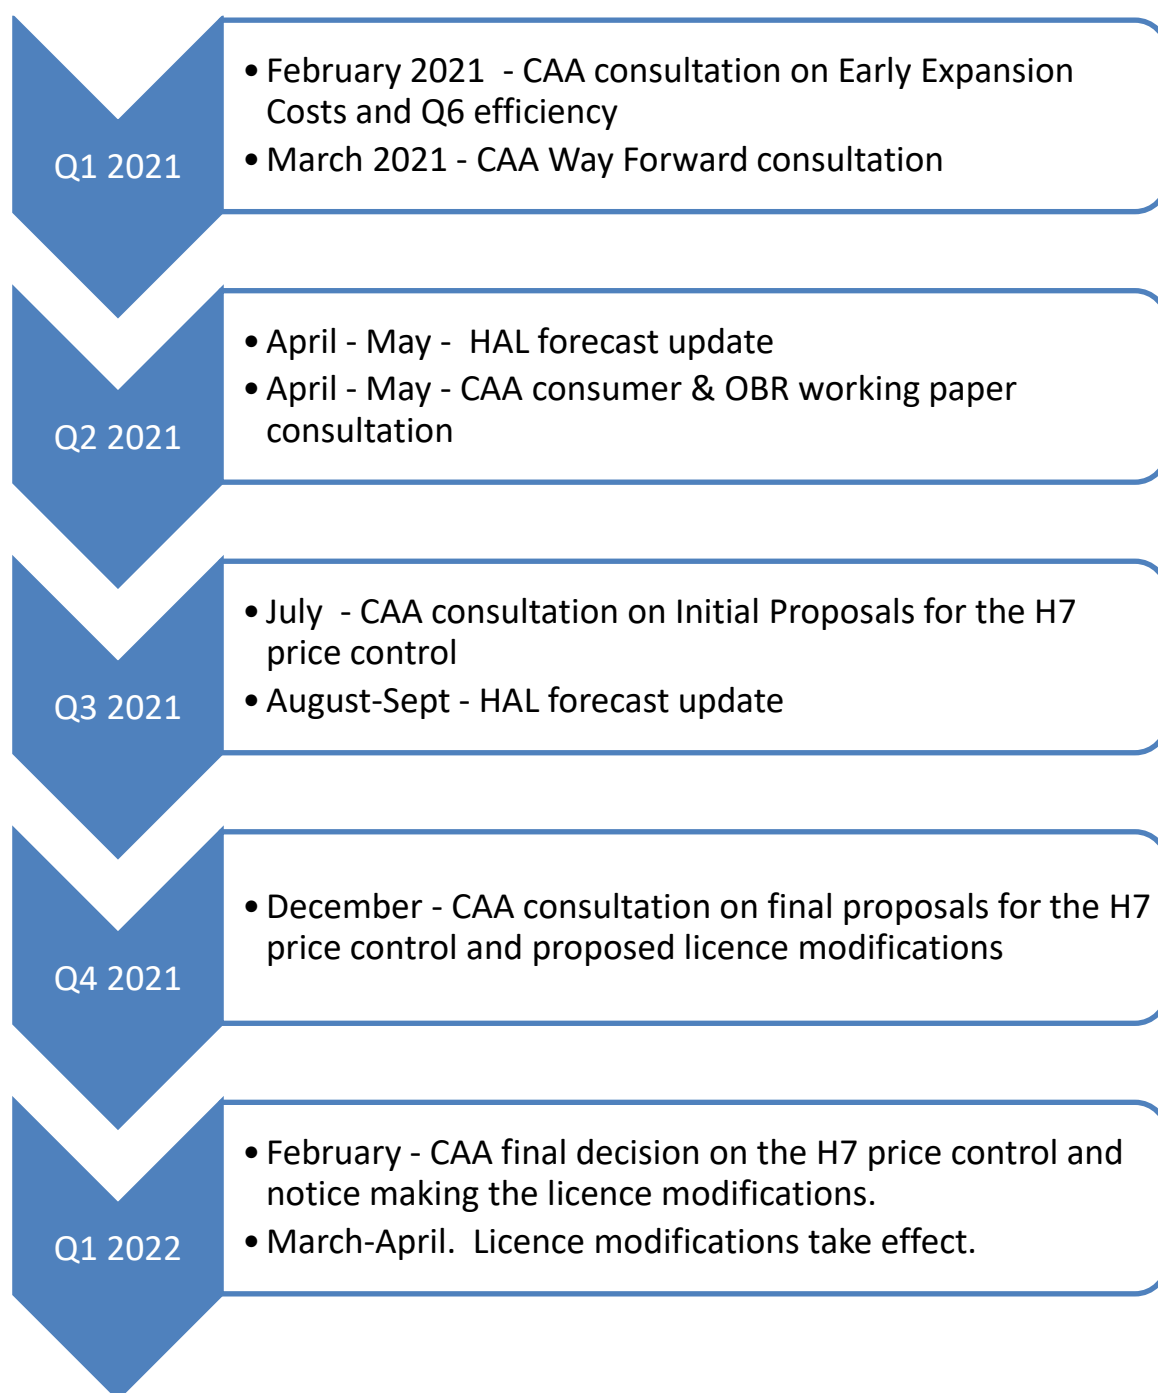 Q1 2021
• February 2021  - CAA consultation on Early Expansion
Costs and Q6 efficiency
• March 2021 - CAA Way Forward consultation
Q2 2021
• April - May -  HAL forecast update
• April - May - CAA consumer & OBR working paper
consultation
Q3 2021
• July  - CAA consultation on Initial Proposals for the H7
price control
• August-Sept - HAL forecast update
Q4 2021
• December - CAA consultation on final proposals for the H7
price control and proposed licence modifications
Q1 2022
• February - CAA final decision on the H7 price control and
notice making the licence modifications.
• March-April.  Licence modifications take effect.